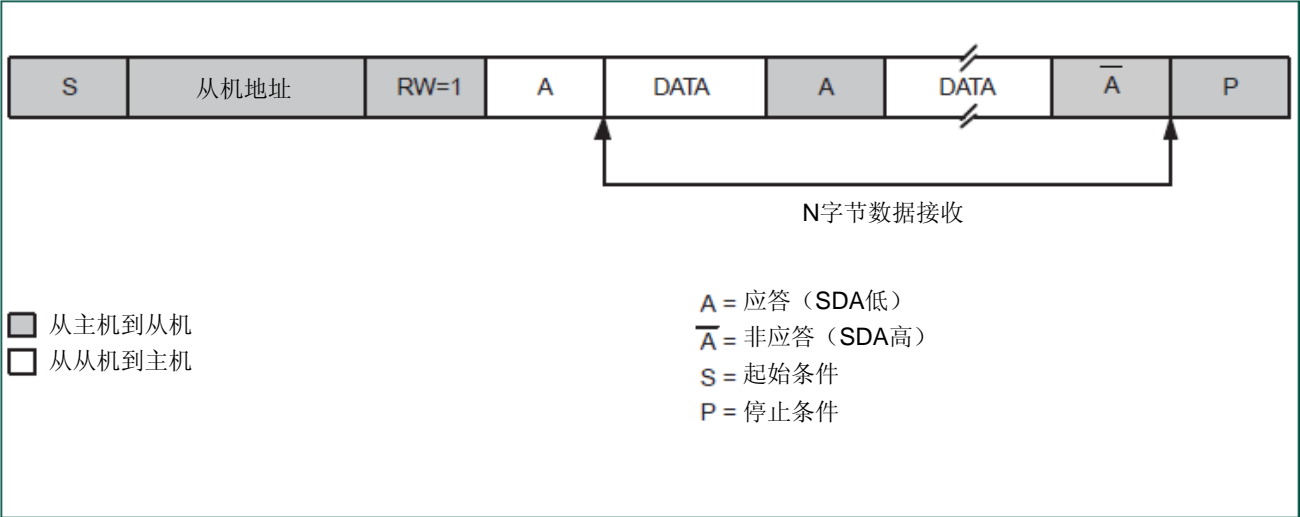 S 从机地址 RW=1 A DATA A DATA A̅ P
N字节数据接收
从主机到从机
从从机到主机
A = 应答（SDA低）
A̅ = 非应答（SDA高）
S = 起始条件
P = 停止条件